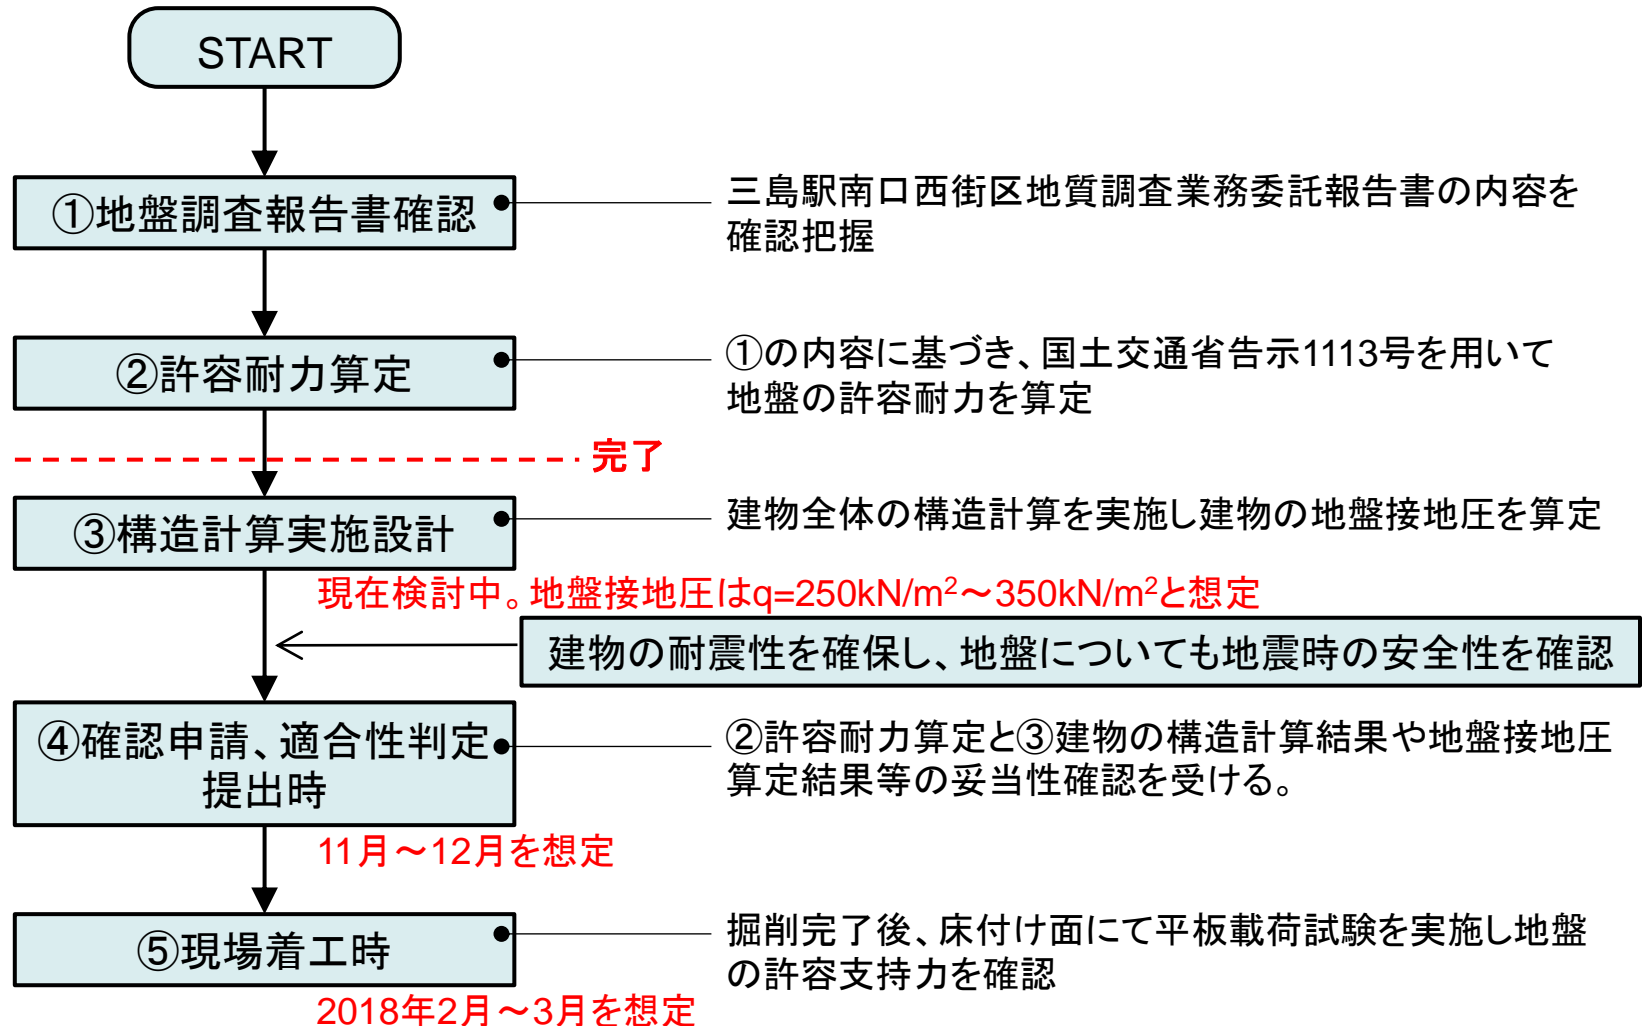 START
①地盤調査報告書確認
三島駅南口西街区地質調査業務委託報告書の内容を
確認把握
②許容耐力算定
①の内容に基づき、国土交通省告示1113号を用いて
地盤の許容耐力を算定
完了
③構造計算実施設計
建物全体の構造計算を実施し建物の地盤接地圧を算定
現在検討中。地盤接地圧はq=250kN/m²～350kN/m²と想定
建物の耐震性を確保し、地盤についても地震時の安全性を確認
④確認申請、適合性判定
提出時
②許容耐力算定と③建物の構造計算結果や地盤接地圧
算定結果等の妥当性確認を受ける。
11月～12月を想定
⑤現場着工時
掘削完了後、床付け面にて平板載荷試験を実施し地盤
の許容支持力を確認
2018年2月～3月を想定